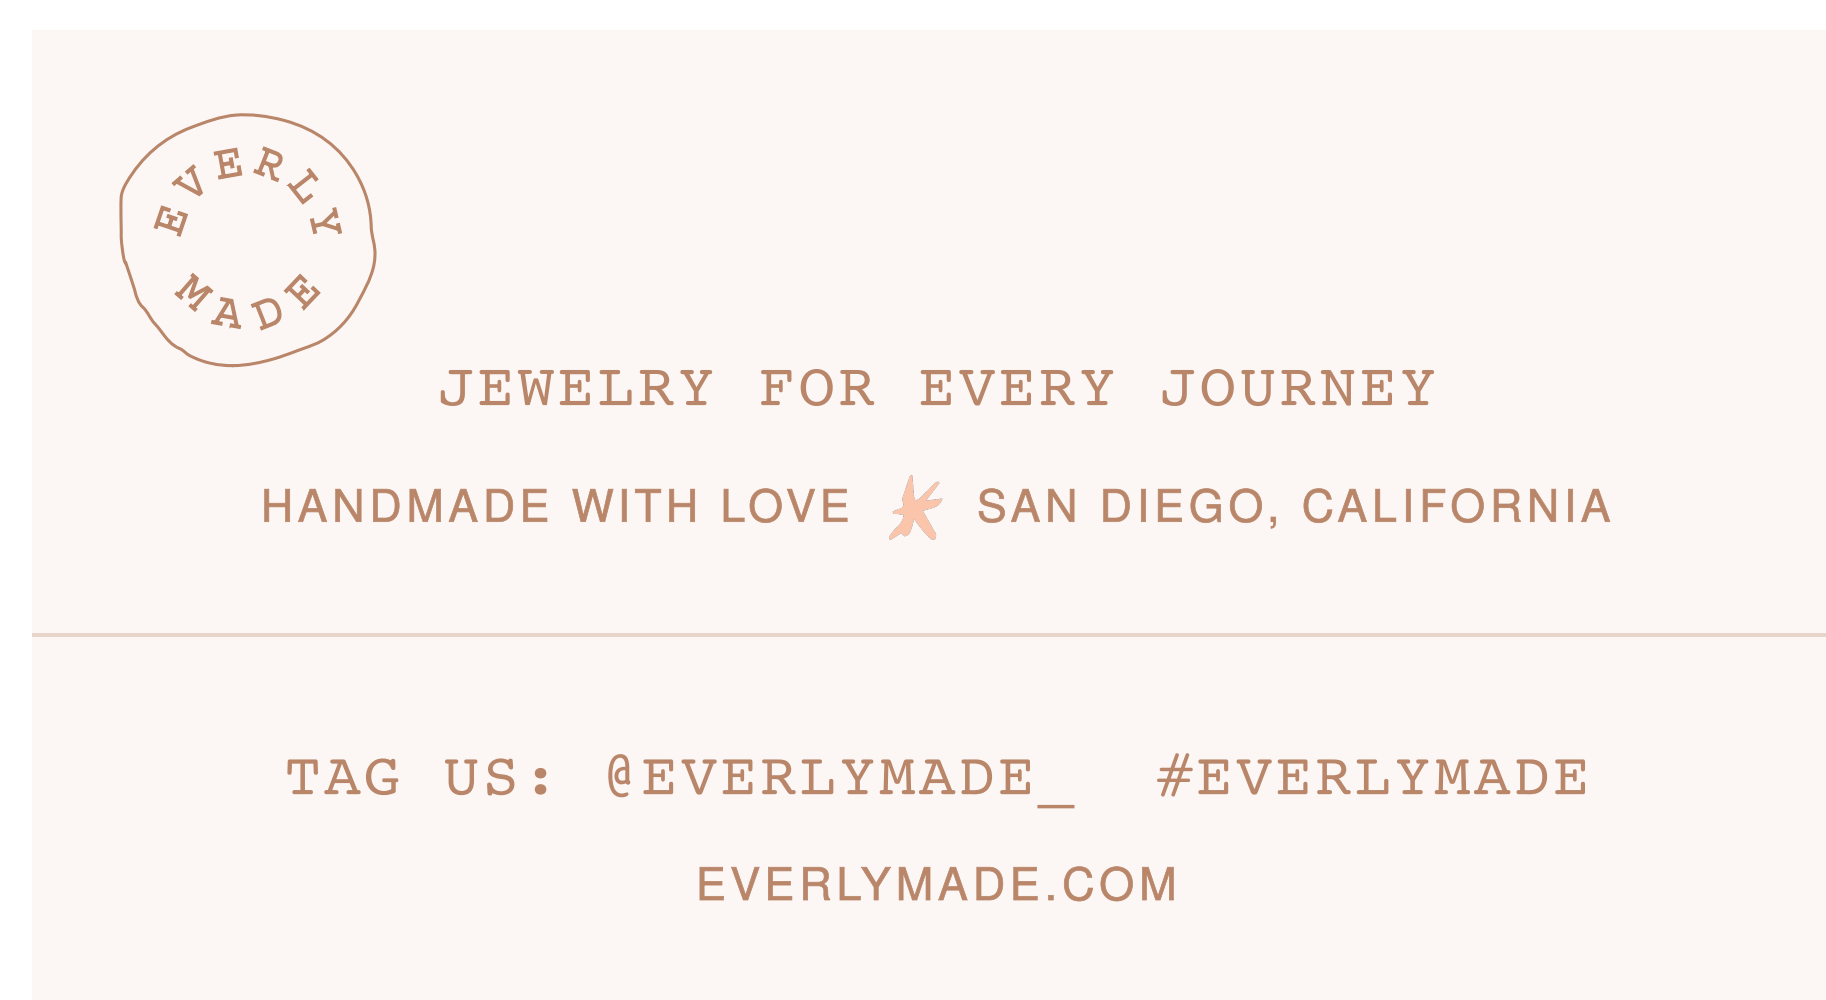 EVERLY
MADE
JEWELRY FOR EVERY JOURNEY
HANDMADE WITH LOVE SAN DIEGO, CALIFORNIA
TAG US: @EVERLYMADE_ #EVERLYMADE
EVERLYMADE.COM